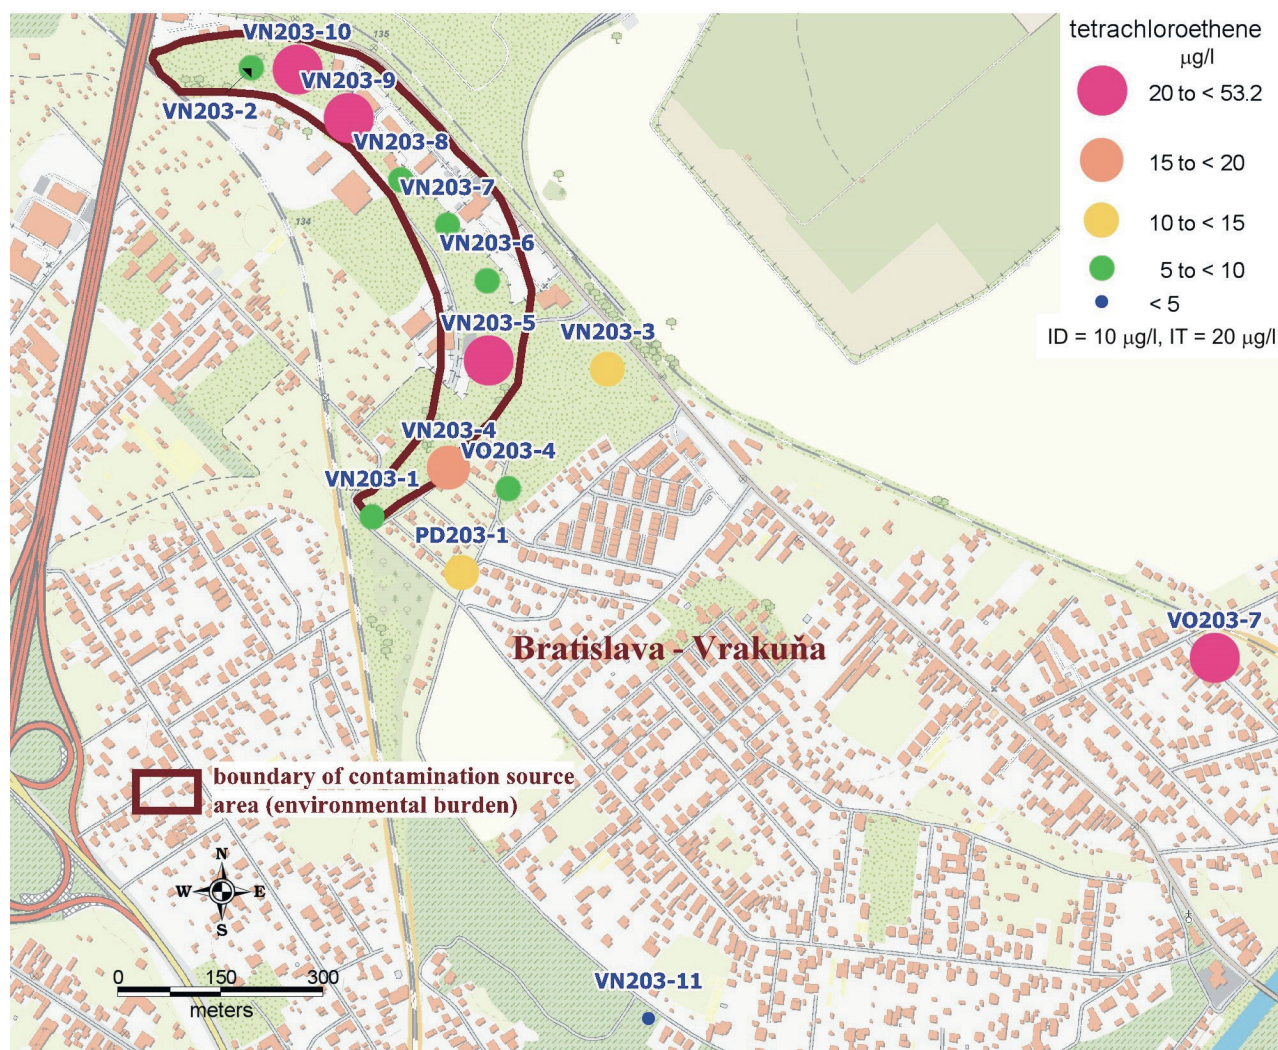 tetrachloroethene
μg/l
20 to < 53.2
15 to < 20
10 to < 15
5 to < 10
< 5
ID = 10 μg/l, IT = 20 μg/l
VN203-10
135
VN203-9
VN203-2
VN203-8
VN203-7
134
VN203-6
VN203-5
VN203-3
VN203-4
VO203-4
VN203-1
PD203-1
VO203-7
Bratislava - Vrakuňa
boundary of contamination source
area (environmental burden)
N
W E
S
0 150 300
meters
VN203-11